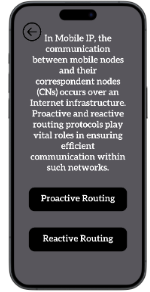 In Mobile IP, the
communication
between mobile nodes
and their
correspondent nodes
(CNs) occurs over an
Internet infrastructure.
Proactive and reactive
routing protocols play
vital roles in ensuring
efficient
communication within
such networks.
Proactive Routing
Reactive Routing